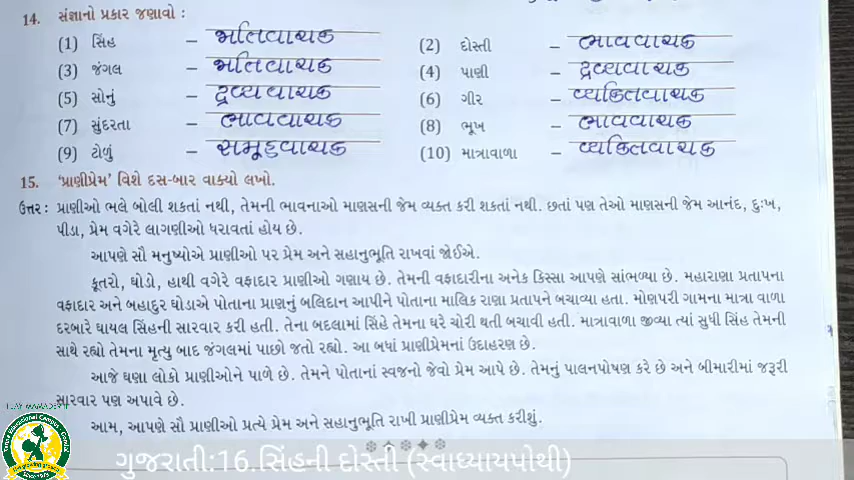 14. સંજ્ઞાનો પ્રકાર જણાવો :
(1) સિંહ – જાતિવાચક (2) દોસ્તી – ભાવવાચક
(3) જંગલ – જાતિવાચક (4) પાણી – દ્રવ્યવાચક
(5) સોનું – દ્રવ્યવાચક (6) ગીર – વ્યક્તિવાચક
(7) સુંદરતા – ભાવવાચક (8) ભૂખ – ભાવવાચક
(9) ટોળું – સમૂહવાચક (10) માત્રાવાળા – વ્યક્તિવાચક
15. ‘પ્રાણીપ્રેમ’ વિશે દસ-બાર વાક્યો લખો.
ઉત્તર : પ્રાણીઓ ભલે બોલી શકતાં નથી, તેમની ભાવનાઓ માણસની જેમ વ્યક્ત કરી શકતાં નથી. છતાં પણ તેઓ માણસની જેમ આનંદ, દુઃખ,
પીડા, પ્રેમ વગેરે લાગણીઓ ધરાવતાં હોય છે.
આપણે સૌ મનુષ્યોએ પ્રાણીઓ પર પ્રેમ અને સહાનુભૂતિ રાખવાં જોઈએ.
કૂતરો, ઘોડો, હાથી વગેરે વફાદાર પ્રાણીઓ ગણાય છે. તેમની વફાદારીના અનેક કિસ્સા આપણે સાંભળ્યા છે. મહારાણા પ્રતાપના
વફાદાર અને બહાદુર ઘોડાએ પોતાના પ્રાણનું બલિદાન આપીને પોતાના માલિક રાણા પ્રતાપને બચાવ્યા હતા. મોણપરી ગામના માત્રા વાળા
દરબારે ઘાયલ સિંહની સારવાર કરી હતી. તેના બદલામાં સિંહે તેમના ઘરે ચોરી થતી બચાવી હતી. માત્રાવાળા જીવ્યા ત્યાં સુધી સિંહ તેમની
સાથે રહ્યો તેમના મૃત્યુ બાદ જંગલમાં પાછો જતો રહ્યો. આ બધાં પ્રાણીપ્રેમનાં ઉદાહરણ છે.
આજે ઘણા લોકો પ્રાણીઓને પાળે છે. તેમને પોતાનાં સ્વજનો જેવો પ્રેમ આપે છે. તેમનું પાલનપોષણ કરે છે અને બીમારીમાં જરૂરી
સારવાર પણ અપાવે છે.
આમ, આપણે સૌ પ્રાણીઓ પ્રત્યે પ્રેમ અને સહાનુભૂતિ રાખી પ્રાણીપ્રેમ વ્યક્ત કરીશું.
ગુજરાતી:16.સિંહની દોસ્તી (સ્વાધ્યાયપોથી)